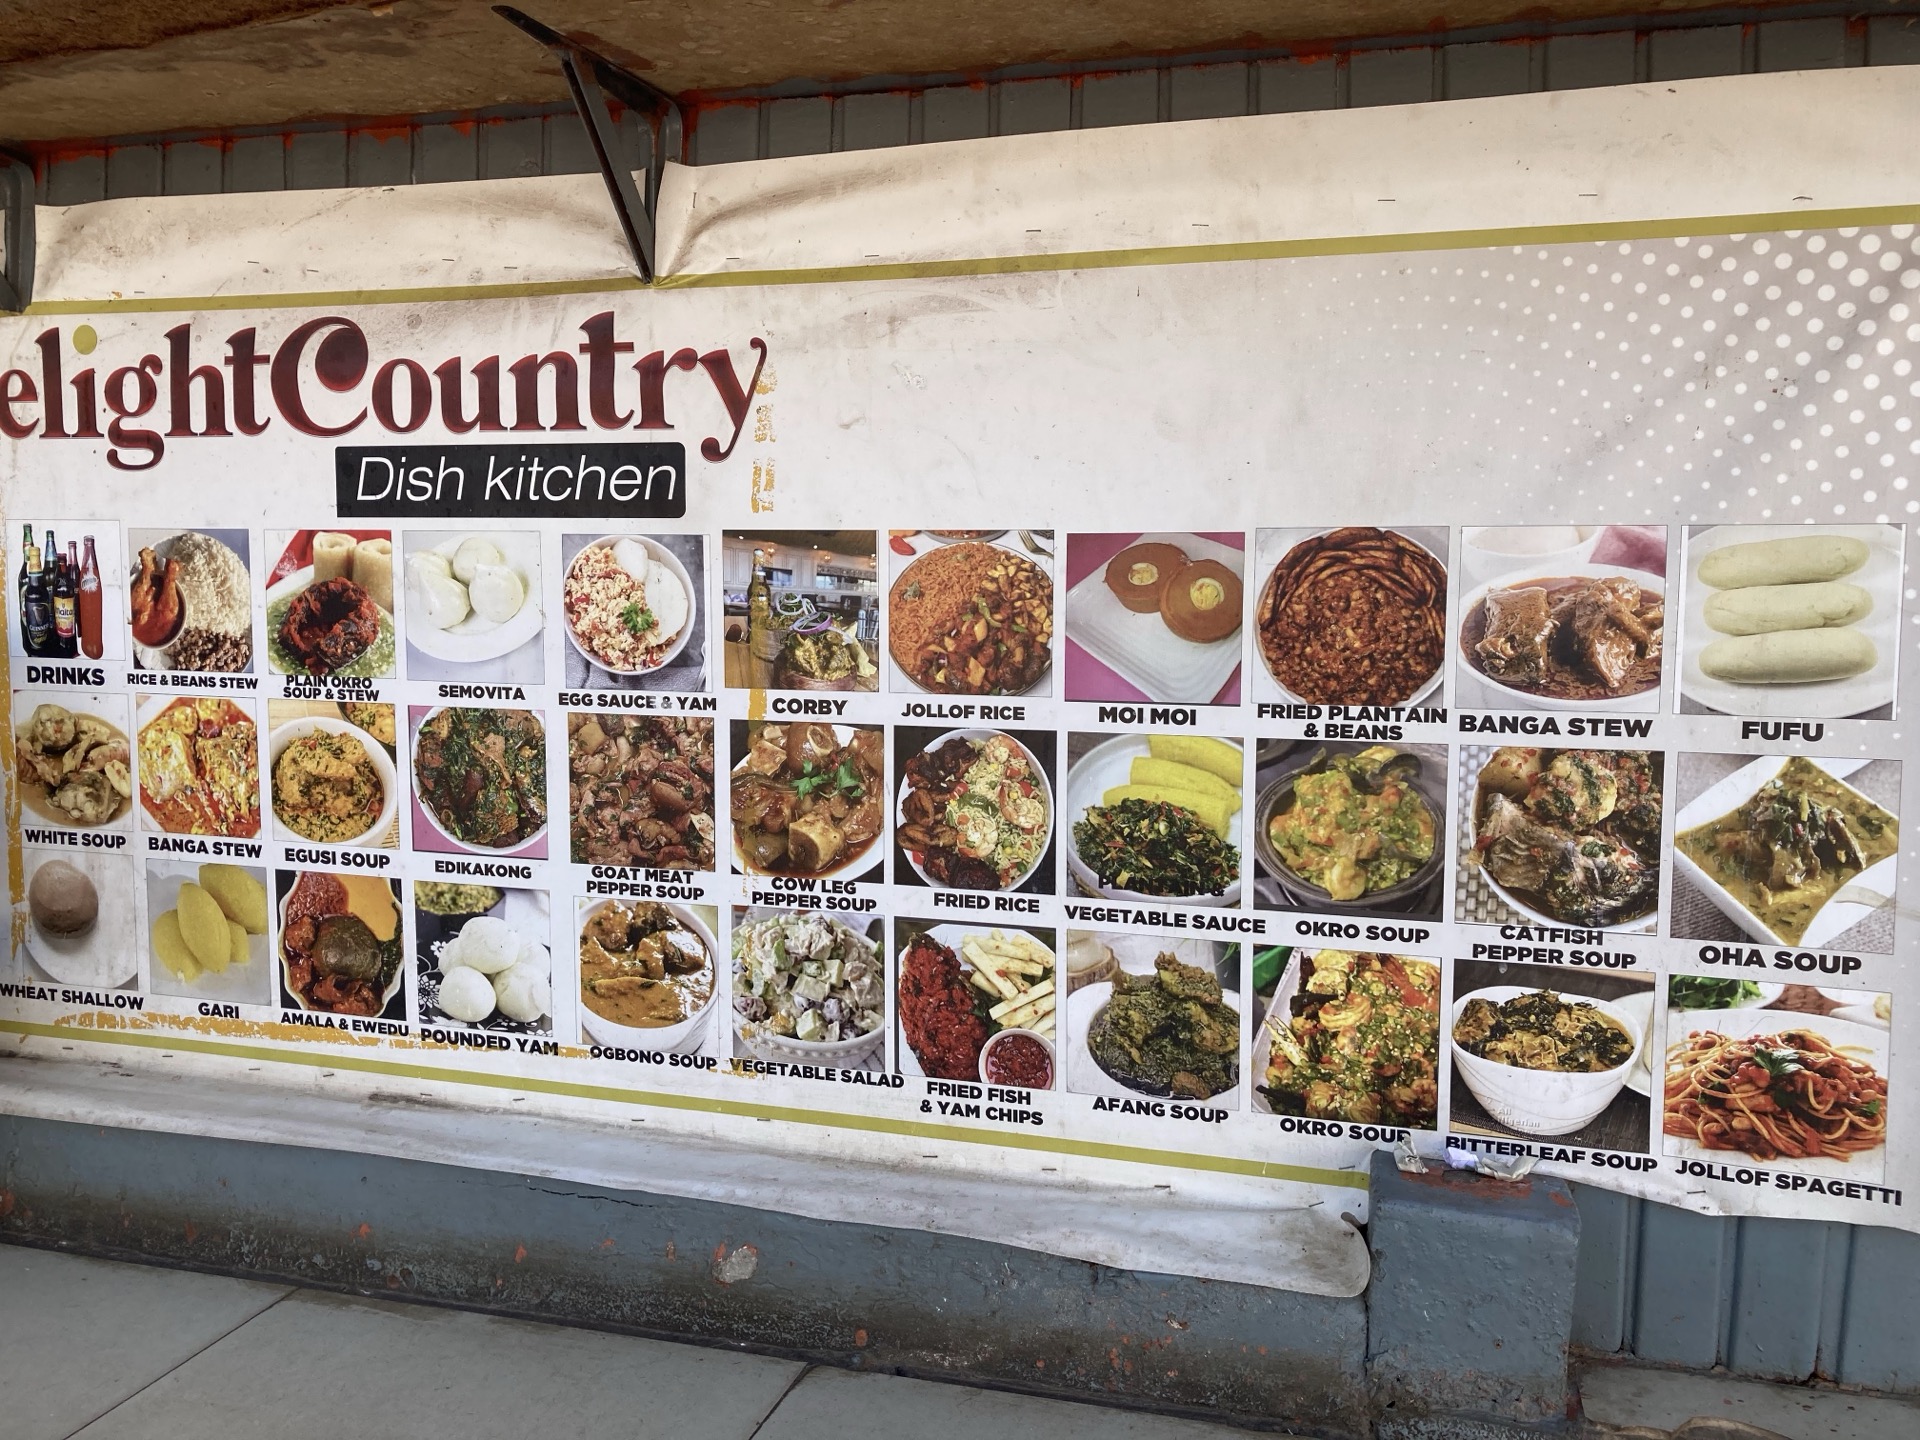 elightCountry
Dish kitchen
DRINKS
RICE & BEANS STEW
PLAIN OKRO
SOUP & STEW
SEMOVITA
EGG SAUCE & YAM
CORBY
JOLLOF RICE
MOI MOI
FRIED PLANTAIN
& BEANS
BANGA STEW
FUFU
WHITE SOUP
BANGA STEW
EGUSI SOUP
EDIKAKONG
GOAT MEAT
PEPPER SOUP
COW LEG
PEPPER SOUP
FRIED RICE
PLANTAIN &
VEGETABLE SAUCE
OKRO SOUP
CATFISH
PEPPER SOUP
OHA SOUP
WHEAT SHALLOW
GARI
AMALA & EWEDU
POUNDED YAM
OGBONO SOUP
VEGETABLE SALAD
FRIED FISH
& YAM CHIPS
AFANG SOUP
OKRO SOUP
BITTERLEAF SOUP
JOLLOF SPAGETTI